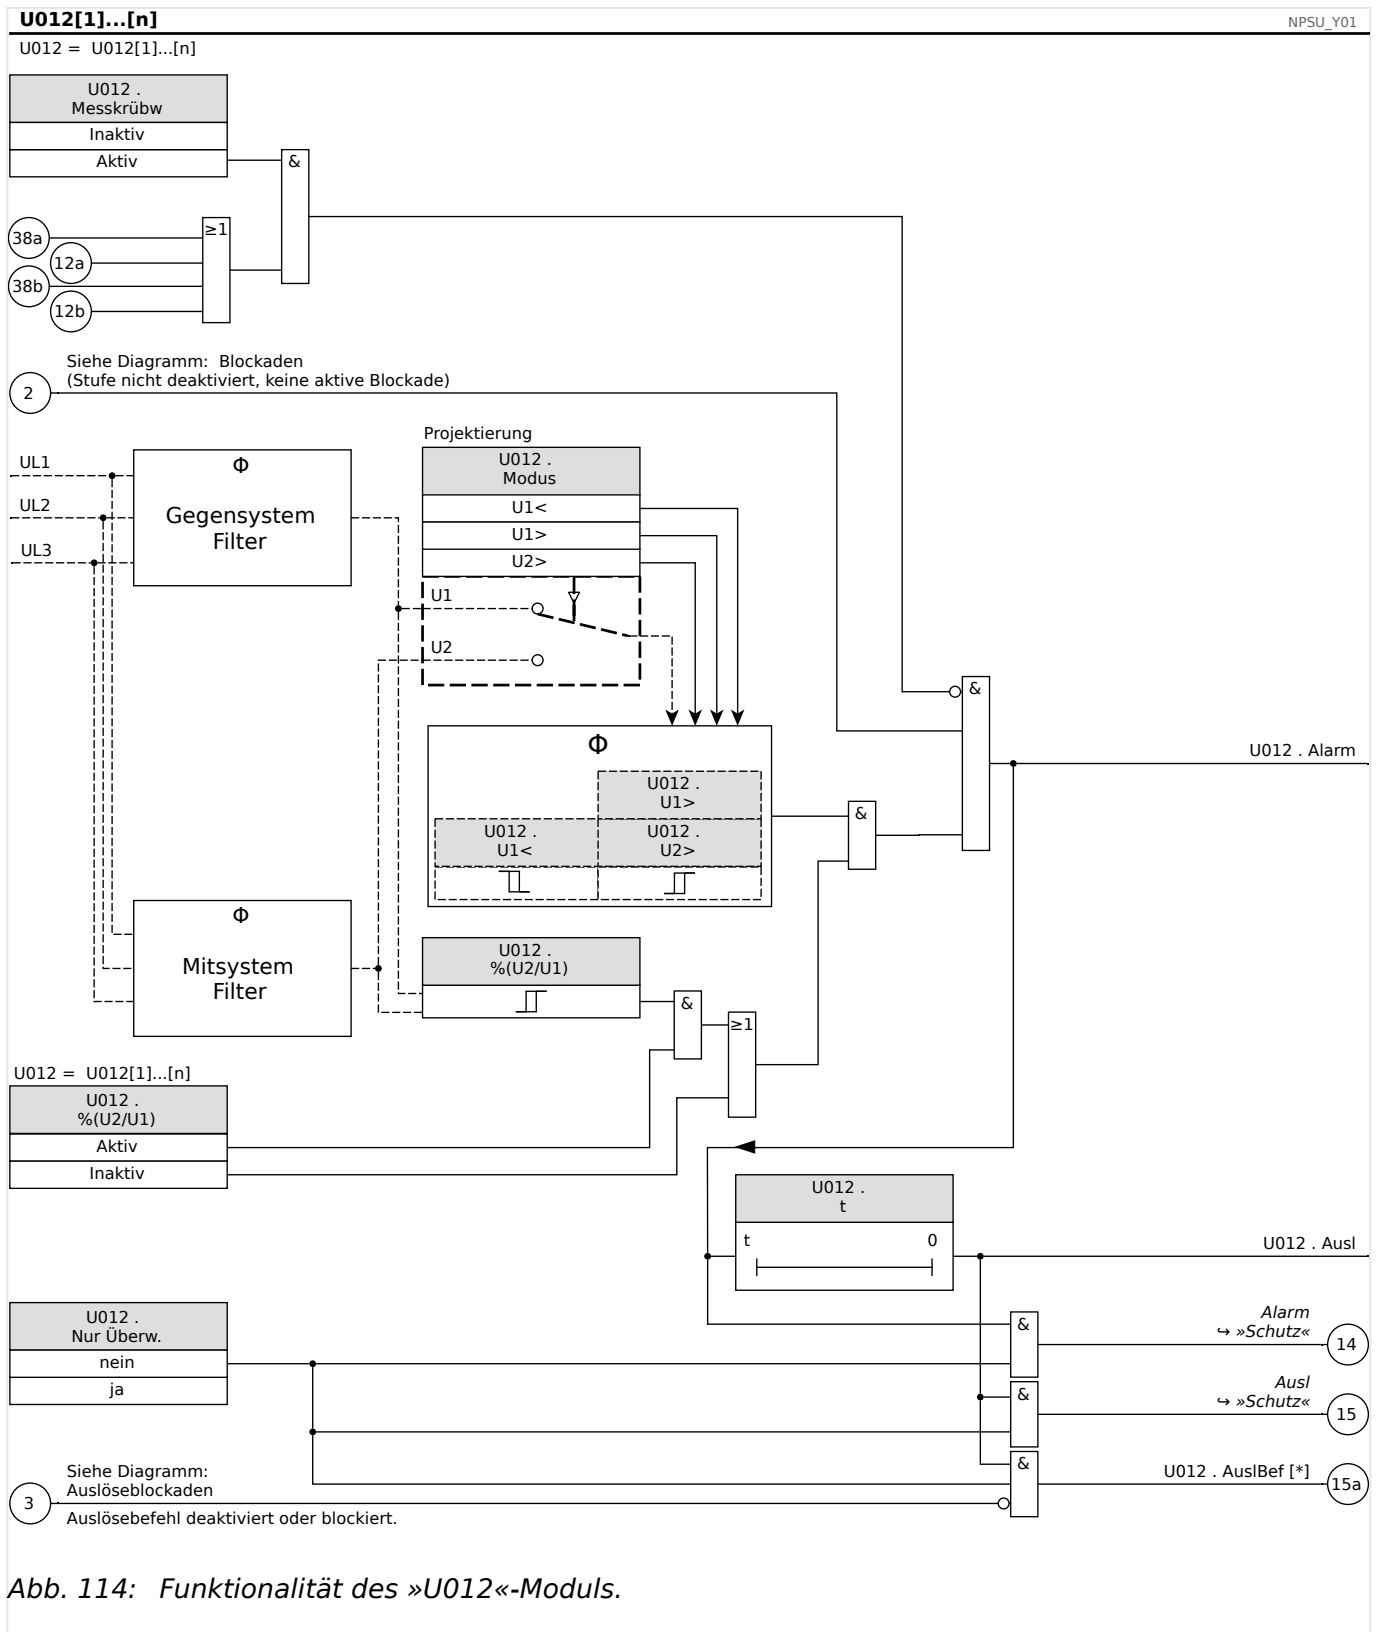 U012[1]...[n]
NPSU_Y01
U012 = U012[1]...[n]
U012 .
Messkrübw
Inaktiv
Aktiv
&
38a
≥1
12a
38b
12b
Siehe Diagramm: Blockaden
(Stufe nicht deaktiviert, keine aktive Blockade)
2
Projektierung
UL1
UL2
UL3
Φ
Gegensystem
Filter
U012 .
Modus
U1<
U1>
U2>
U1
U2
&
U012 . Alarm
Φ
U012 .
U1>
U012 .
U1<
U012 .
U2>
&
Φ
Mitsystem
Filter
U012 .
%(U2/U1)
&
≥1
U012 = U012[1]...[n]
U012 .
%(U2/U1)
Aktiv
Inaktiv
U012 .
t
t
0
U012 . Ausl
U012 .
Nur Überw.
nein
ja
&
Alarm
↪ »Schutz«
14
&
Ausl
↪ »Schutz«
15
&
U012 . AuslBef [*]
15a
Siehe Diagramm:
Auslöseblockaden
3
Auslösebefehl deaktiviert oder blockiert.
Abb. 114: Funktionalität des »U012«-Moduls.